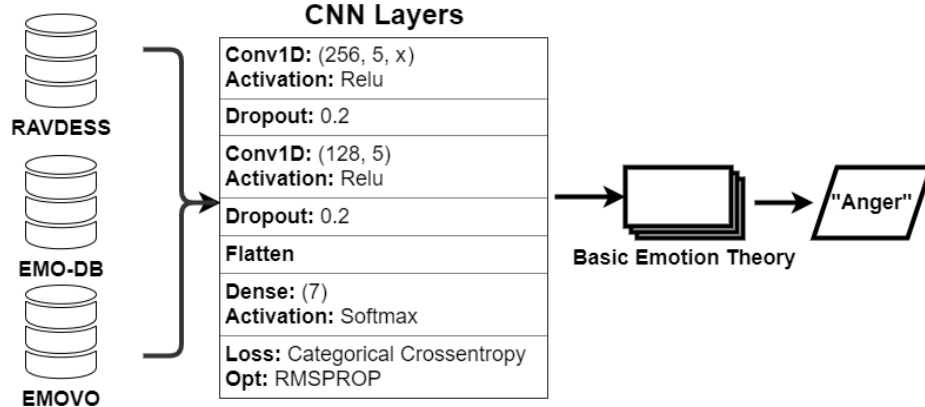 CNN Layers
RAVDESS
EMO-DB
EMOVO
Conv1D: (256, 5, x)
Activation: Relu
Dropout: 0.2
Conv1D: (128, 5)
Activation: Relu
Dropout: 0.2
Flatten
Dense: (7)
Activation: Softmax
Loss: Categorical Crossentropy
Opt: RMSPROP
Basic Emotion Theory
"Anger"